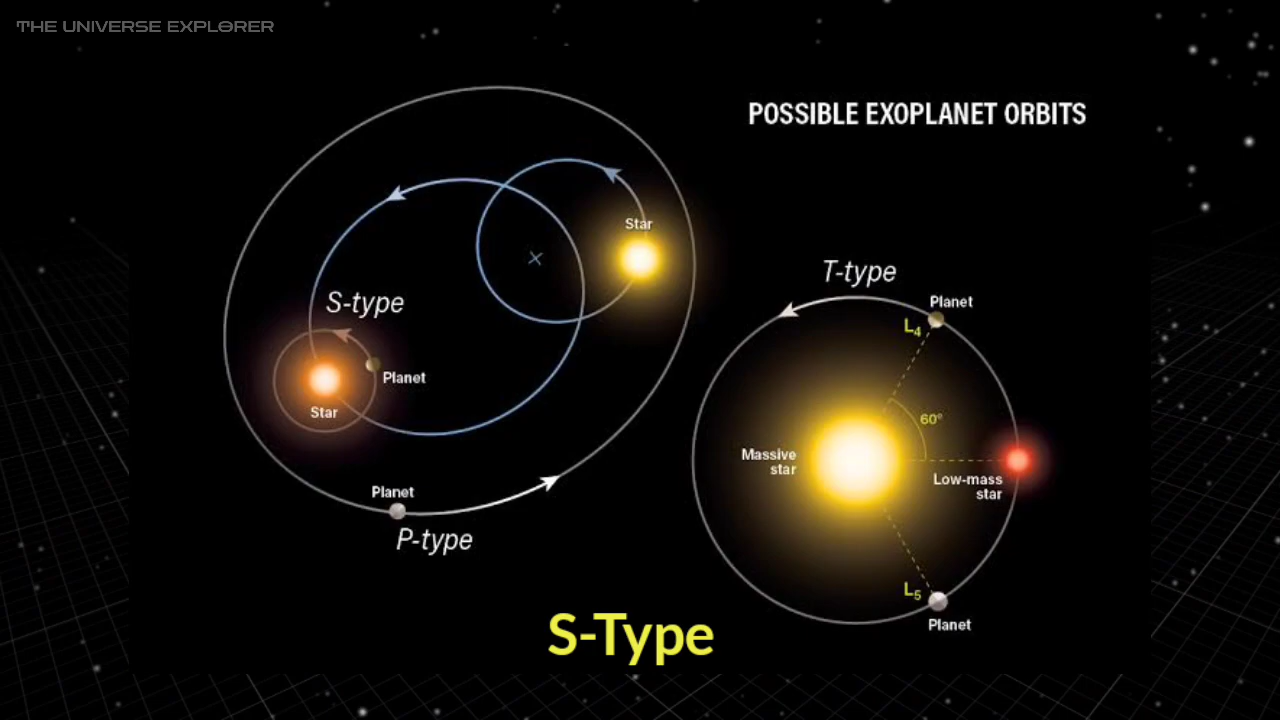 THE UNIVERSE EXPLORER
POSSIBLE EXOPLANET ORBITS
Star
S-type
Planet
Star
Planet
P-type
T-type
Planet
L4
60°
Massive
star
Low-mass
star
L5
Planet
S-Type